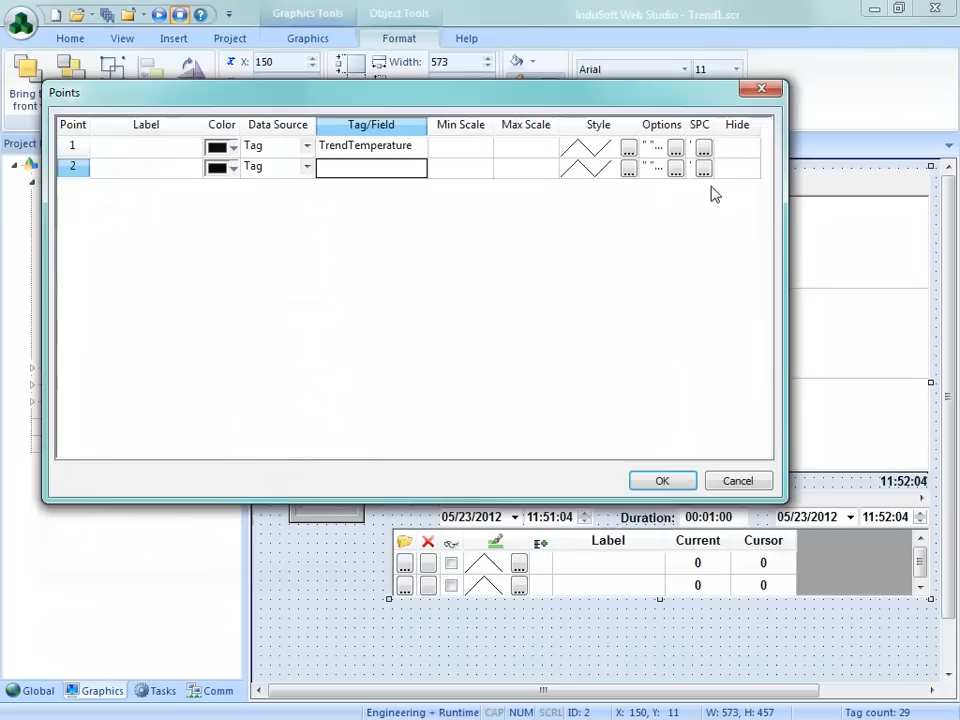 Graphics Tools Object Tools InduSoft Web Studio - Trend1.scr
Home View Insert Project Graphics Format Help
X 150 Width: 573 Arial 11
Bring
front
Points
Point Label Color Data Source Tag/Field Min Scale Max Scale Style Options SPC Hide
1 Tag TrendTemperature ... " "... ... ' ...
2 Tag ... " "... ... ' ...
OK Cancel
Project
11:52:04
05/23/2012 11:51:04 Duration: 00:01:00 05/23/2012 11:52:04
Label Current Cursor
... ... 0 0
... ... 0 0
Global Graphics Tasks Comm
Engineering + Runtime CAP NUM SCRL ID: 2 X: 150, Y: 11 W: 573, H: 457 Tag count: 29